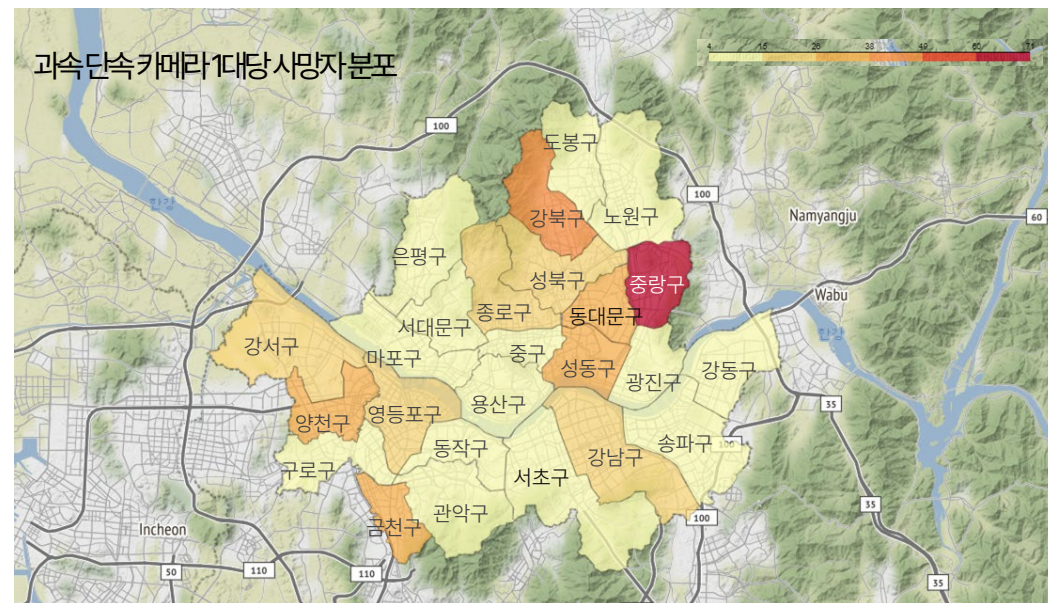 과속 단속 카메라 1대당 사망자 분포
4 15 26 38 49 60 71
100
도봉구
100
강북구
노원구
한강
Namyangju
60
은평구
성북구
중랑구
Wabu
종로구
동대문구
서대문구
한강
강서구
마포구
중구
성동구
광진구
강동구
용산구
35
양천구
영등포구
동작구
송파구
100
강남구
구로구
서초구
35
관악구
100
금천구
Incheon
50
110
110
35